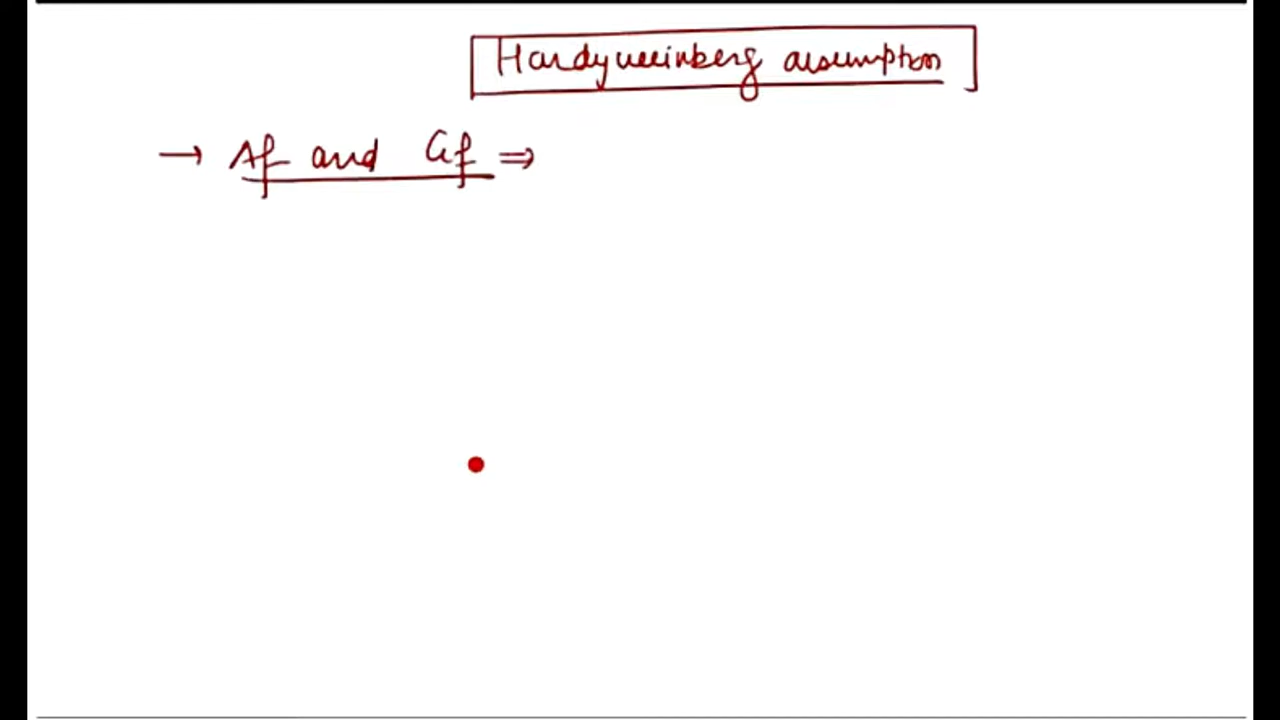 Hardyweinberg assumption
→ Af and Gf ⇒